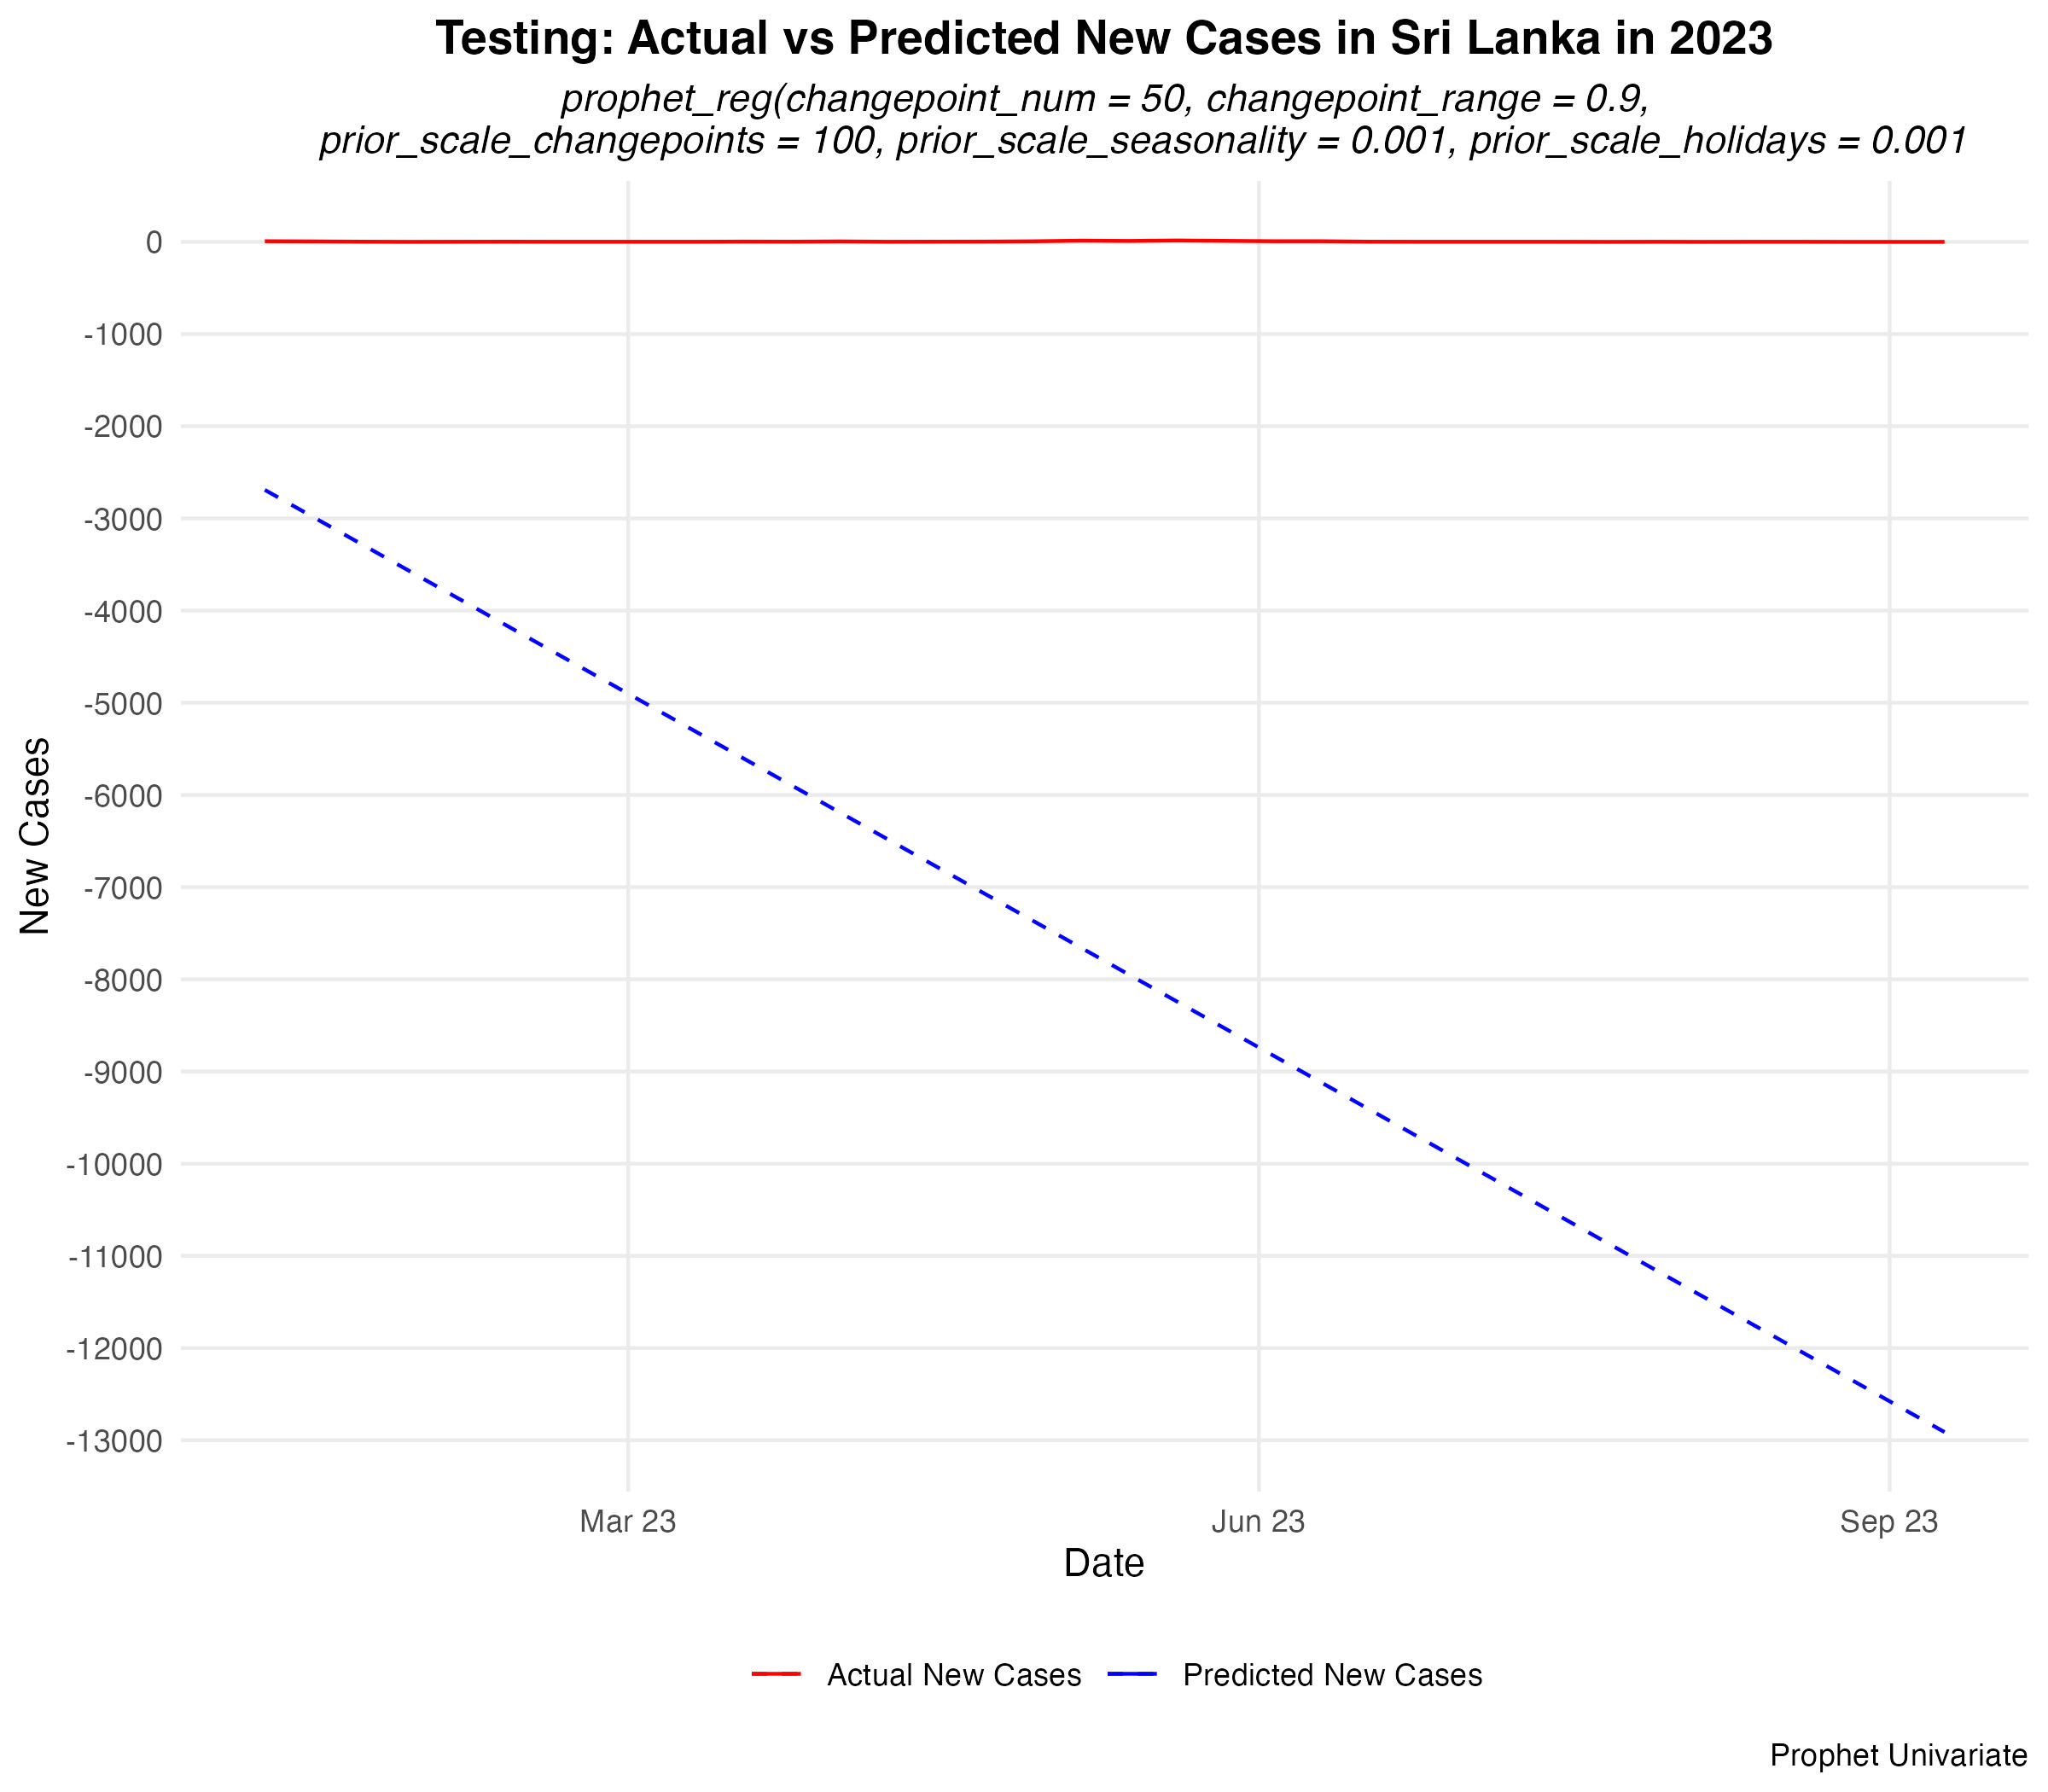 Testing: Actual vs Predicted New Cases in Sri Lanka in 2023
prophet_reg(changepoint_num = 50, changepoint_range = 0.9,
prior_scale_changepoints = 100, prior_scale_seasonality = 0.001, prior_scale_holidays = 0.001
New Cases
0
-1000
-2000
-3000
-4000
-5000
-6000
-7000
-8000
-9000
-10000
-11000
-12000
-13000
Mar 23
Jun 23
Sep 23
Date
Actual New Cases
Predicted New Cases
Prophet Univariate